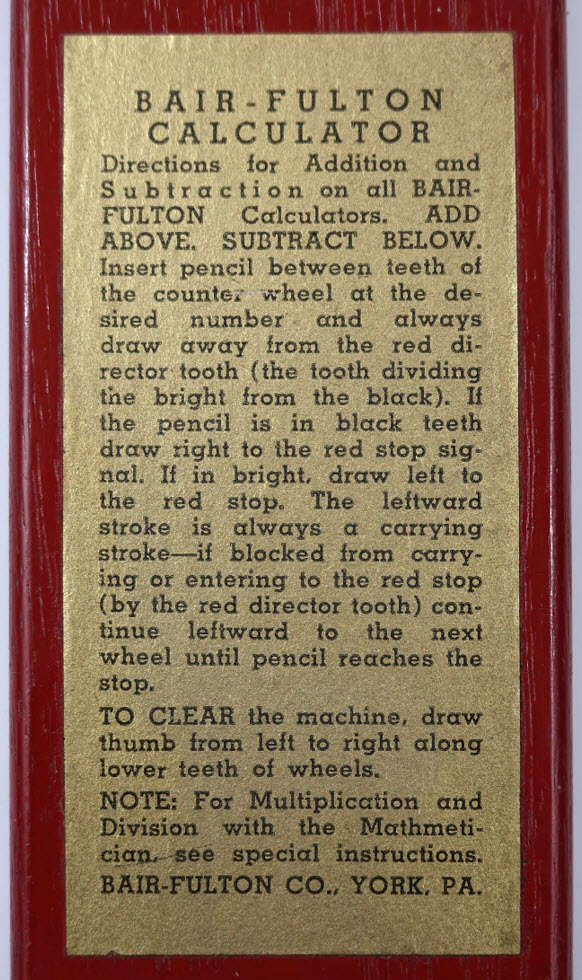 BAIR-FULTON
CALCULATOR
Directions for Addition and
Subtraction on all BAIR-
FULTON Calculators. ADD
ABOVE. SUBTRACT BELOW.
Insert pencil between teeth of
the counter wheel at the de-
sired number and always
draw away from the red di-
rector tooth (the tooth dividing
the bright from the black). If
the pencil is in black teeth
draw right to the red stop sig-
nal. If in bright, draw left to
the red stop. The leftward
stroke is always a carrying
stroke—if blocked from carry-
ing or entering to the red stop
(by the red director tooth) con-
tinue leftward to the next
wheel until pencil reaches the
stop.
TO CLEAR the machine, draw
thumb from left to right along
lower teeth of wheels.
NOTE: For Multiplication and
Division with the Mathmeti-
cian, see special instructions.
BAIR-FULTON CO., YORK, PA.